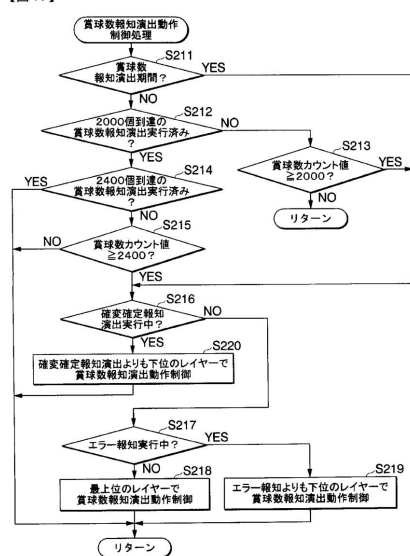 賞球数報知演出動作
制御処理
S211
賞球数
報知演出期間?
YES
NO
S212
2000個到達の
賞球数報知演出実行済み
?
NO
YES
S213
賞球数カウント値
≧2000?
YES
NO
リターン
S214
2400個到達の
賞球数報知演出実行済み
?
YES
NO
S215
賞球数カウント値
≧2400?
NO
YES
S216
確変確定報知
演出実行中?
NO
YES
S220
確変確定報知演出よりも下位のレイヤーで
賞球数報知演出動作制御
S217
エラー報知実行中?
YES
NO
S218
最上位のレイヤーで
賞球数報知演出動作制御
S219
エラー報知よりも下位のレイヤーで
賞球数報知演出動作制御
リターン